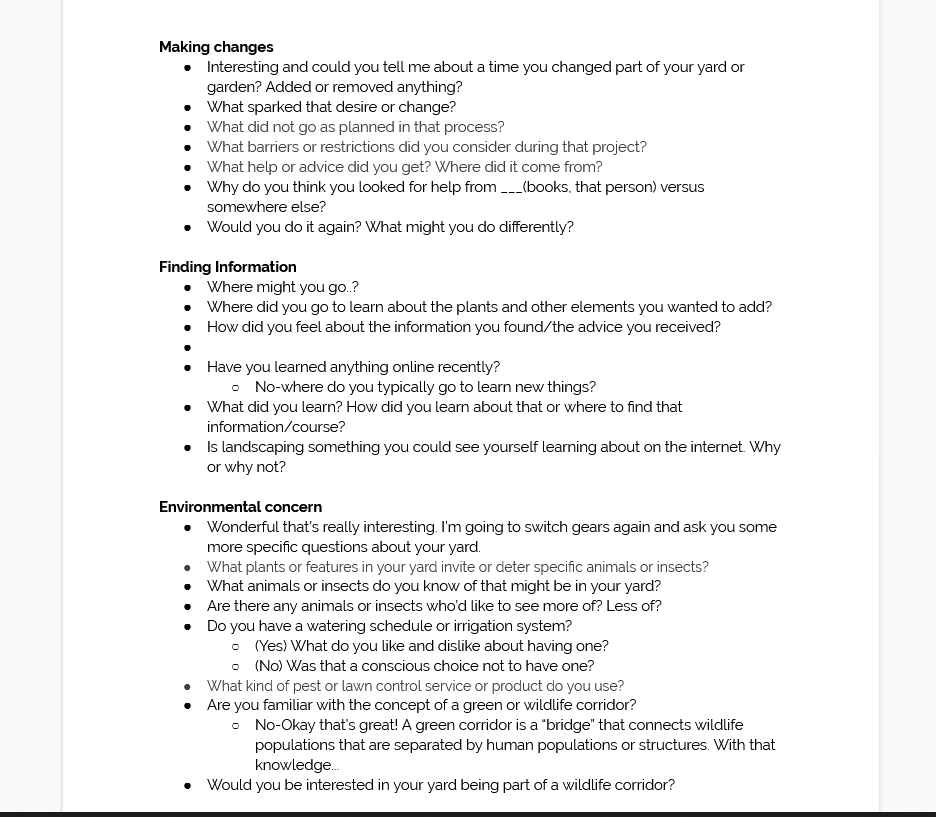 Making changes
● Interesting and could you tell me about a time you changed part of your yard or
garden? Added or removed anything?
● What sparked that desire or change?
● What did not go as planned in that process?
● What barriers or restrictions did you consider during that project?
● What help or advice did you get? Where did it come from?
● Why do you think you looked for help from ___(books, that person) versus
somewhere else?
● Would you do it again? What might you do differently?
Finding Information
● Where might you go..?
● Where did you go to learn about the plants and other elements you wanted to add?
● How did you feel about the information you found/the advice you received?
●
● Have you learned anything online recently?
○ No-where do you typically go to learn new things?
● What did you learn? How did you learn about that or where to find that
information/course?
● Is landscaping something you could see yourself learning about on the internet. Why
or why not?
Environmental concern
● Wonderful that's really interesting. I'm going to switch gears again and ask you some
more specific questions about your yard.
● What plants or features in your yard invite or deter specific animals or insects?
● What animals or insects do you know of that might be in your yard?
● Are there any animals or insects who'd like to see more of? Less of?
● Do you have a watering schedule or irrigation system?
○ (Yes) What do you like and dislike about having one?
○ (No) Was that a conscious choice not to have one?
● What kind of pest or lawn control service or product do you use?
● Are you familiar with the concept of a green or wildlife corridor?
○ No-Okay that's great! A green corridor is a "bridge" that connects wildlife
populations that are separated by human populations or structures. With that
knowledge...
● Would you be interested in your yard being part of a wildlife corridor?